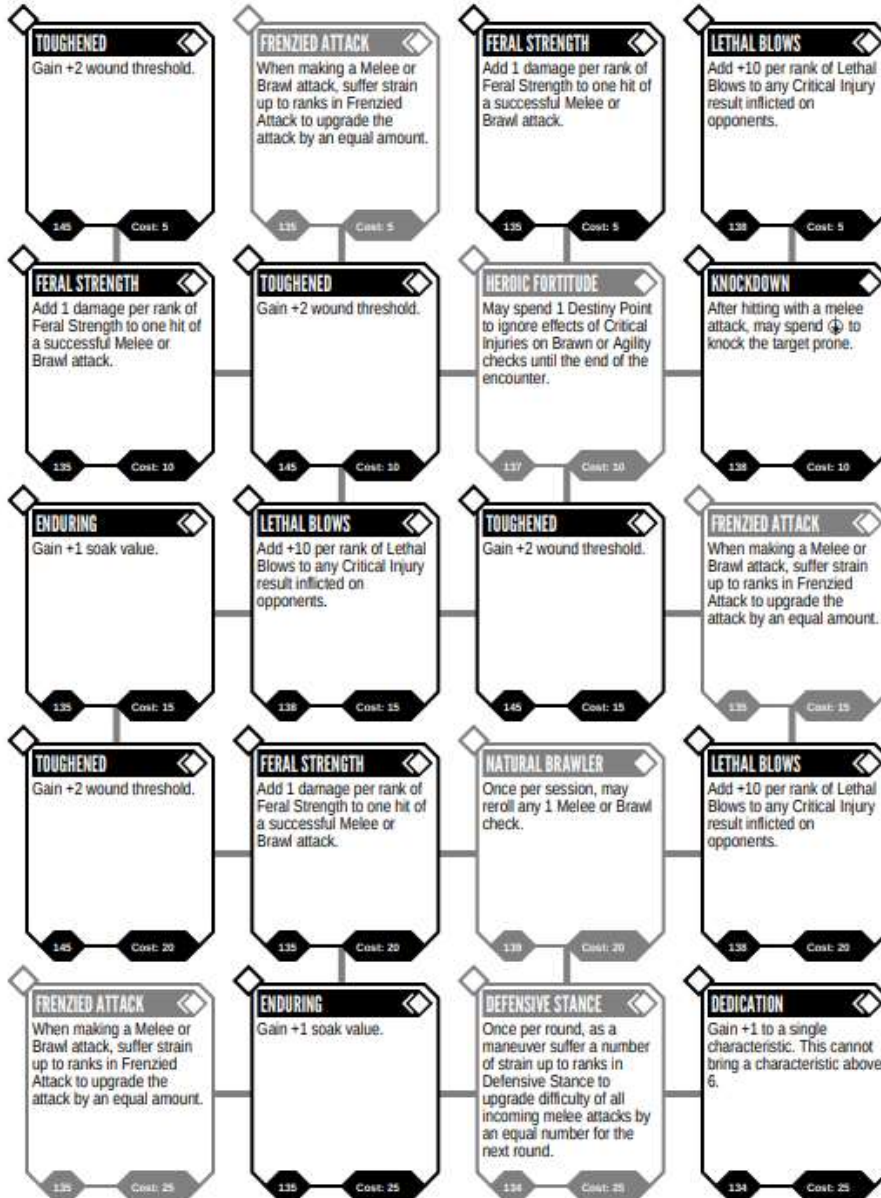 TOUGHENED
Gain +2 wound threshold.
145
Cost: 5
FRENZIED ATTACK
When making a Melee or
Brawl attack, suffer strain
up to ranks in Frenzied
Attack to upgrade the
attack by an equal amount.
135
Cost: 5
FERAL STRENGTH
Add 1 damage per rank of
Feral Strength to one hit of
a successful Melee or
Brawl attack.
135
Cost: 5
LETHAL BLOWS
Add +10 per rank of Lethal
Blows to any Critical Injury
result inflicted on
opponents.
138
Cost: 5
FERAL STRENGTH
Add 1 damage per rank of
Feral Strength to one hit of
a successful Melee or
Brawl attack.
135
Cost: 10
TOUGHENED
Gain +2 wound threshold.
145
Cost: 10
HEROIC FORTITUDE
May spend 1 Destiny Point
to ignore effects of Critical
Injuries on Brawn or Agility
checks until the end of the
encounter.
137
Cost: 10
KNOCKDOWN
After hitting with a melee
attack, may spend to
knock the target prone.
138
Cost: 10
ENDURING
Gain +1 soak value.
135
Cost: 15
LETHAL BLOWS
Add +10 per rank of Lethal
Blows to any Critical Injury
result inflicted on
opponents.
138
Cost: 15
TOUGHENED
Gain +2 wound threshold.
145
Cost: 15
FRENZIED ATTACK
When making a Melee or
Brawl attack, suffer strain
up to ranks in Frenzied
Attack to upgrade the
attack by an equal amount.
135
Cost: 15
TOUGHENED
Gain +2 wound threshold.
145
Cost: 20
FERAL STRENGTH
Add 1 damage per rank of
Feral Strength to one hit of
a successful Melee or
Brawl attack.
135
Cost: 20
NATURAL BRAWLER
Once per session, may
reroll any 1 Melee or Brawl
check.
139
Cost: 20
LETHAL BLOWS
Add +10 per rank of Lethal
Blows to any Critical Injury
result inflicted on
opponents.
138
Cost: 20
FRENZIED ATTACK
When making a Melee or
Brawl attack, suffer strain
up to ranks in Frenzied
Attack to upgrade the
attack by an equal amount.
135
Cost: 25
ENDURING
Gain +1 soak value.
135
Cost: 25
DEFENSIVE STANCE
Once per round, as a
maneuver suffer a number
of strain up to ranks in
Defensive Stance to
upgrade difficulty of all
incoming melee attacks by
an equal number for the
next round.
134
Cost: 25
DEDICATION
Gain +1 to a single
characteristic. This cannot
bring a characteristic above
6.
134
Cost: 25